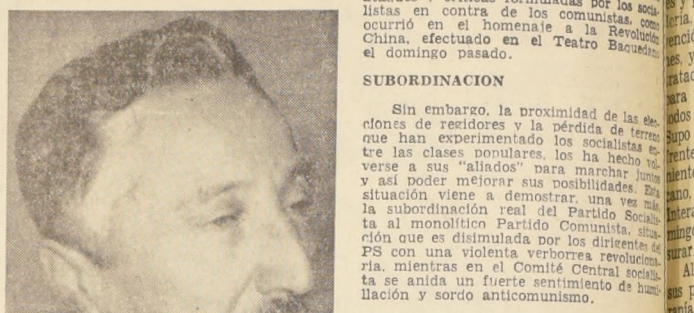 listas en contra de los comunistas, como
ocurrió en el homenaje a la Revolución
China, efectuado en el Teatro Baquedano
el domingo pasado.
SUBORDINACION
Sin embargo, la proximidad de las elec-
ciones de regidores y la pérdida de terreno
que han experimentado los socialistas en-
tre las clases populares, los ha hecho vol-
verse a sus "aliados" para marchar juntos
y así poder mejorar sus posibilidades. Esta
situación viene a demostrar, una vez más,
la subordinación real del Partido Socialis-
ta al monolítico Partido Comunista, situa-
ción que es disimulada por los dirigentes del
PS con una violenta verborrea revoluciona-
ria, mientras en el Comité Central socialis-
ta se anida un fuerte sentimiento de humi-
llación y sordo anticomunismo.